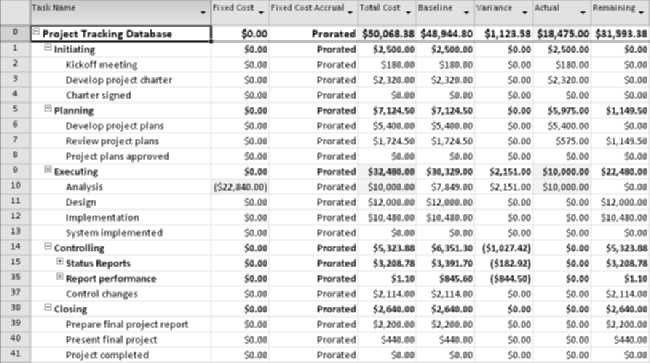 Task Name Fixed Cost Fixed Cost Accrual Total Cost Baseline Variance Actual Remaining
0 Project Tracking Database $0.00 Prorated $50,068.38 $48,944.80 $1,123.58 $18,475.00 $31,593.38
1 Initiating $0.00 Prorated $2,500.00 $2,500.00 $0.00 $2,500.00 $0.00
2 Kickoff meeting $0.00 Prorated $180.00 $180.00 $0.00 $180.00 $0.00
3 Develop project charter $0.00 Prorated $2,320.00 $2,320.00 $0.00 $2,320.00 $0.00
4 Charter signed $0.00 Prorated $0.00 $0.00 $0.00 $0.00 $0.00
5 Planning $0.00 Prorated $7,124.50 $7,124.50 $0.00 $5,975.00 $1,149.50
6 Develop project plans $0.00 Prorated $5,400.00 $5,400.00 $0.00 $5,400.00 $0.00
7 Review project plans $0.00 Prorated $1,724.50 $1,724.50 $0.00 $575.00 $1,149.50
8 Project plans approved $0.00 Prorated $0.00 $0.00 $0.00 $0.00 $0.00
9 Executing $0.00 Prorated $32,480.00 $30,329.00 $2,151.00 $10,000.00 $22,480.00
10 Analysis ($22,840.00) Prorated $10,000.00 $7,849.00 $2,151.00 $10,000.00 $0.00
11 Design $0.00 Prorated $12,000.00 $12,000.00 $0.00 $0.00 $12,000.00
12 Implementation $0.00 Prorated $10,480.00 $10,480.00 $0.00 $0.00 $10,480.00
13 System implemented $0.00 Prorated $0.00 $0.00 $0.00 $0.00 $0.00
14 Controlling $0.00 Prorated $5,323.88 $6,351.30 ($1,027.42) $0.00 $5,323.88
15 Status Reports $0.00 Prorated $3,208.78 $3,391.70 ($182.92) $0.00 $3,208.78
35 Report performance $0.00 Prorated $1.10 $845.60 ($844.50) $0.00 $1.10
37 Control changes $0.00 Prorated $2,114.00 $2,114.00 $0.00 $0.00 $2,114.00
38 Closing $0.00 Prorated $2,640.00 $2,640.00 $0.00 $0.00 $2,640.00
39 Prepare final project report $0.00 Prorated $2,200.00 $2,200.00 $0.00 $0.00 $2,200.00
40 Present final project $0.00 Prorated $440.00 $440.00 $0.00 $0.00 $440.00
41 Project completed $0.00 Prorated $0.00 $0.00 $0.00 $0.00 $0.00